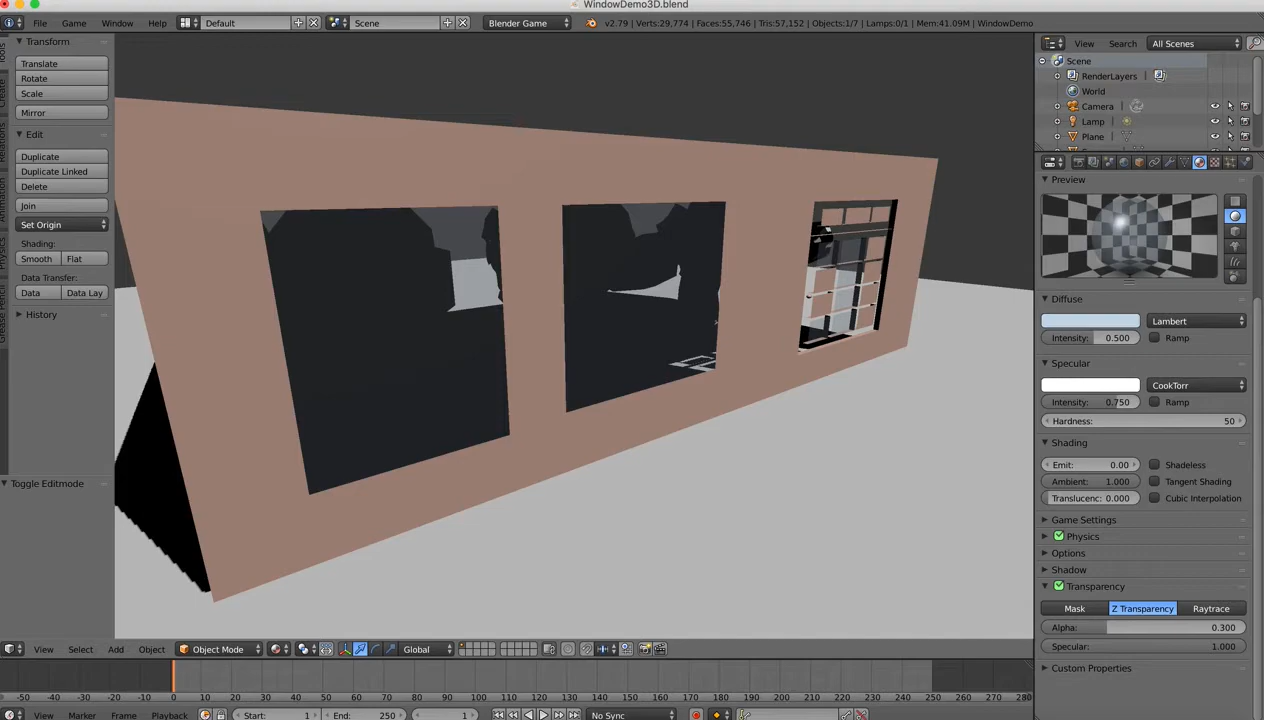 WindowDemo3D.blend
File Game Window Help Default Scene Blender Game v2.79 | Verts:29,774 | Faces:55,746 | Tris:57,152 | Objects:1/7 | Lamps:0/1 | Mem:41.09M | WindowDemo
Transform
Translate
Rotate
Scale
Mirror
Edit
Duplicate
Duplicate Linked
Delete
Join
Set Origin
Shading:
Smooth Flat
Data Transfer:
Data Data Lay
History
Toggle Editmode
Tools
Create
Relations
Animation
Physics
Grease Pencil
View Search All Scenes
Scene
RenderLayers
World
Camera
Lamp
Plane
Preview
Diffuse
Lambert
Intensity: 0.500 Ramp
Specular
CookTorr
Intensity: 0.750 Ramp
Hardness: 50
Shading
Emit: 0.00 Shadeless
Ambient: 1.000 Tangent Shading
Translucenc: 0.000 Cubic Interpolation
Game Settings
Physics
Options
Shadow
Transparency
Mask Z Transparency Raytrace
Alpha: 0.300
Specular: 1.000
Custom Properties
View Select Add Object Object Mode Global
-50 -40 -30 -20 -10 0 10 20 30 40 50 60 70 80 90 100 110 120 130 140 150 160 170 180 190 200 210 220 230 240 250 260 270 280
View Marker Frame Playback Start: 1 End: 250 1 No Sync